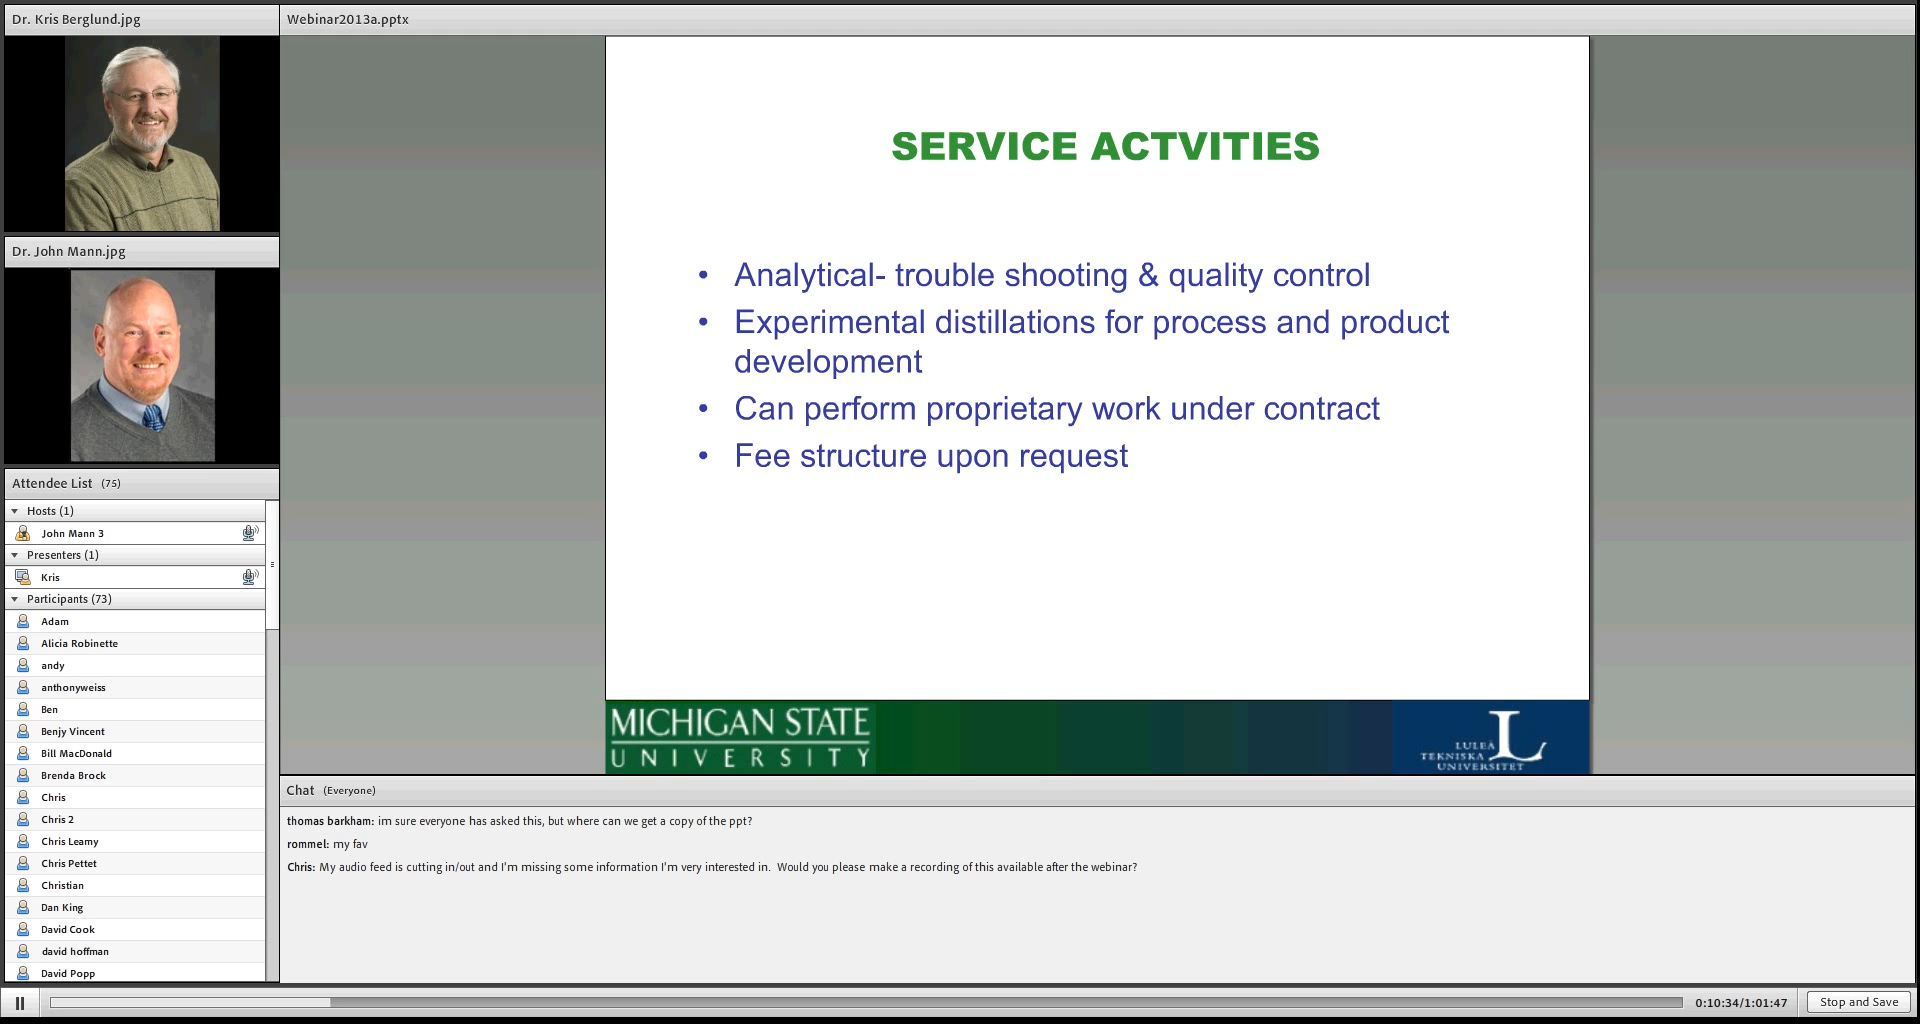 Dr. Kris Berglund.jpg
Webinar2013a.pptx
SERVICE ACTVITIES
• Analytical- trouble shooting & quality control
• Experimental distillations for process and product
development
• Can perform proprietary work under contract
• Fee structure upon request
MICHIGAN STATE
UNIVERSITY
LULEÅ
TEKNISKA
UNIVERSITET
Dr. John Mann.jpg
Attendee List (75)
Hosts (1)
John Mann 3
Presenters (1)
Kris
Participants (73)
Adam
Alicia Robinette
andy
anthonyweiss
Ben
Benjy Vincent
Bill MacDonald
Brenda Brock
Chris
Chris 2
Chris Leamy
Chris Pettet
Christian
Dan King
David Cook
david hoffman
David Popp
Chat (Everyone)
thomas barkham: im sure everyone has asked this, but where can we get a copy of the ppt?
rommel: my fav
Chris: My audio feed is cutting in/out and I'm missing some information I'm very interested in. Would you please make a recording of this available after the webinar?
0:10:34/1:01:47
Stop and Save